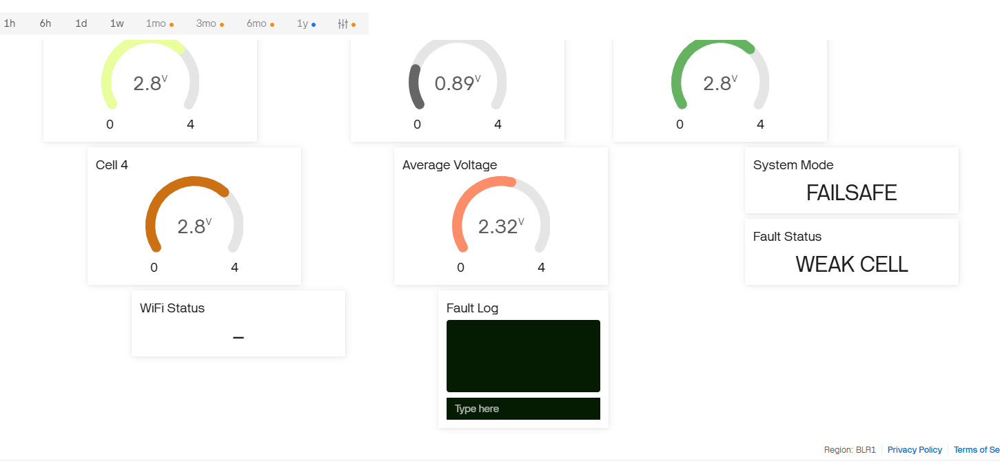 1h 6h 1d 1w 1mo 3mo 6mo 1y
2.8V 0.89V 2.8V
0 4 0 4 0 4
Cell 4
2.8V
0 4
Average Voltage
2.32V
0 4
System Mode
FAILSAFE
Fault Status
WEAK CELL
WiFi Status
–
Fault Log
Type here
Region: BLR1 Privacy Policy Terms of Se